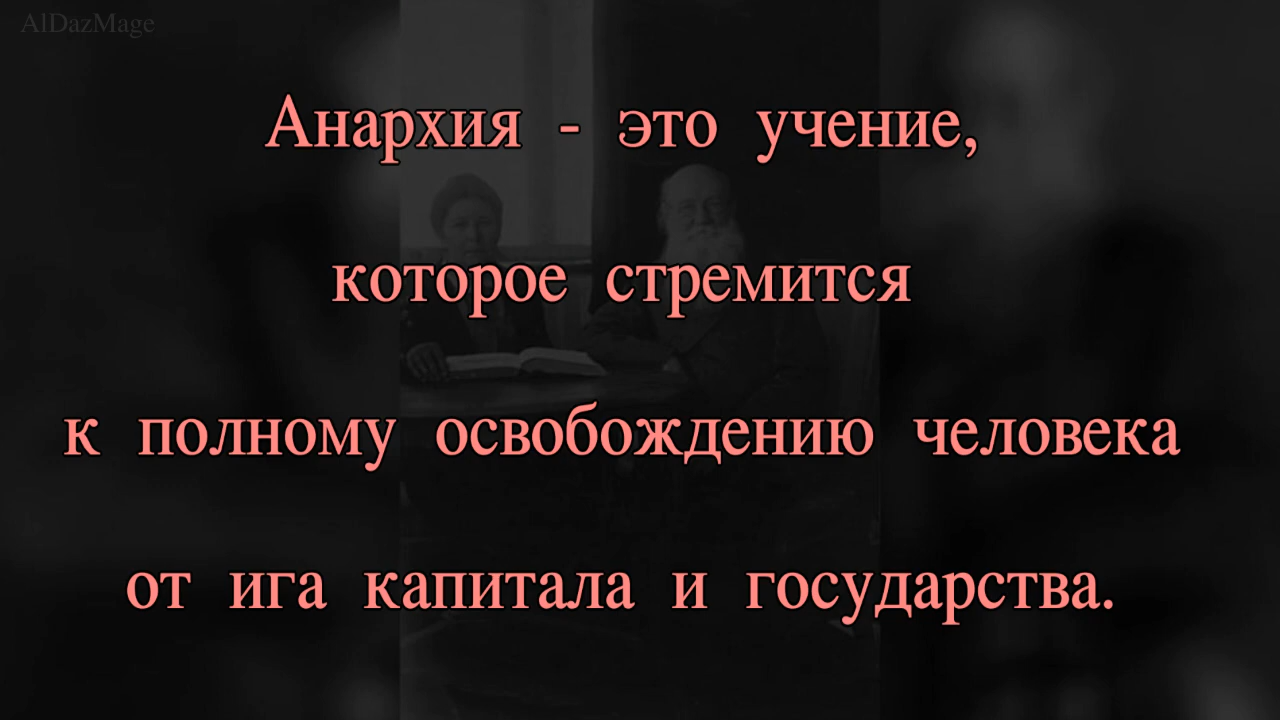 AlDazMage
Анархия - это учение,
которое стремится
к полному освобождению человека
от ига капитала и государства.